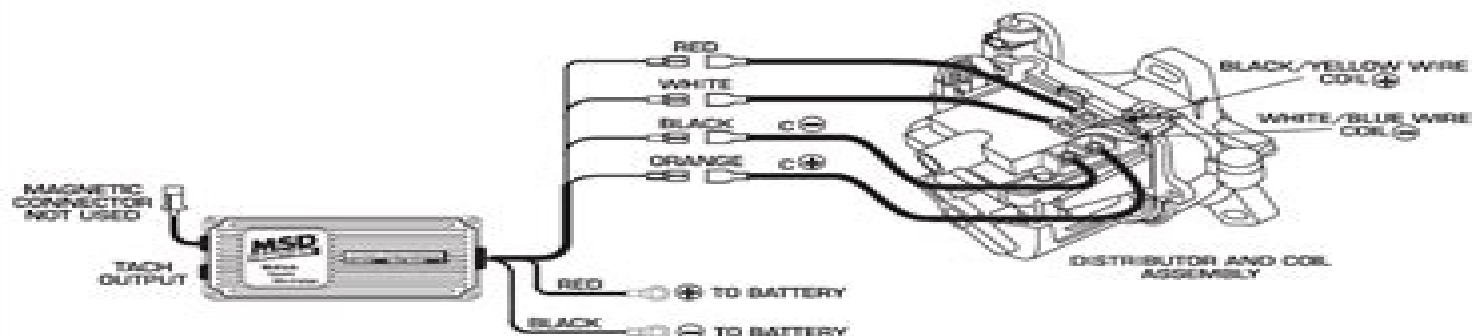 RED
WHITE
BLACK C ⊖
ORANGE C ⊕
BLACK/YELLOW WIRE
COIL ⊕
WHITE/BLUE WIRE
COIL ⊖
MAGNETIC
CONNECTOR
NOT USED
MSD
TACH
OUTPUT
DISTRIBUTOR AND COIL
ASSEMBLY
RED ⊕ TO BATTERY
BLACK ⊖ TO BATTERY